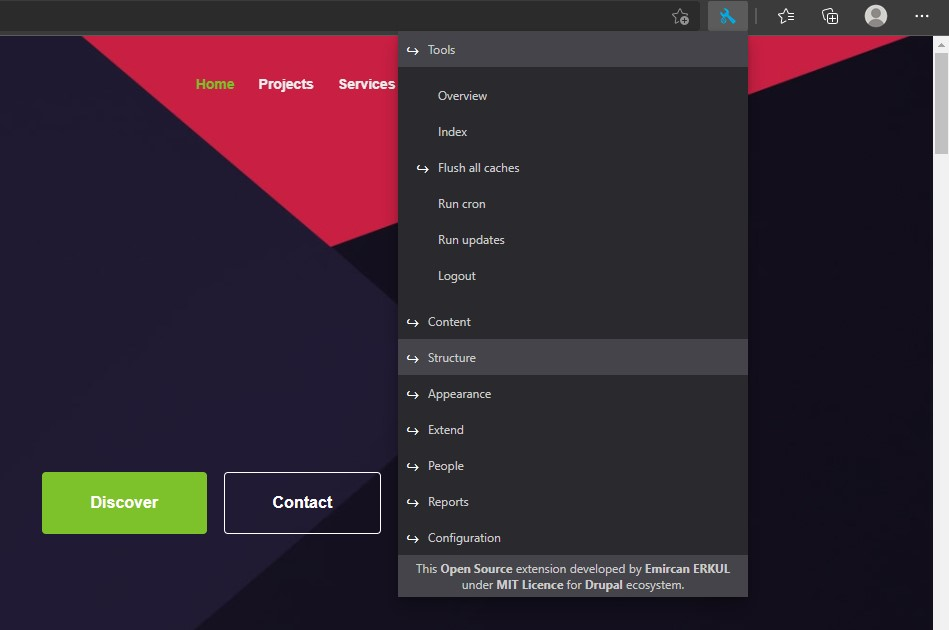 Home Projects Services
Tools
Overview
Index
Flush all caches
Run cron
Run updates
Logout
Content
Structure
Appearance
Extend
People
Reports
Configuration
Discover Contact
This Open Source extension developed by Emircan ERKUL
under MIT Licence for Drupal ecosystem.